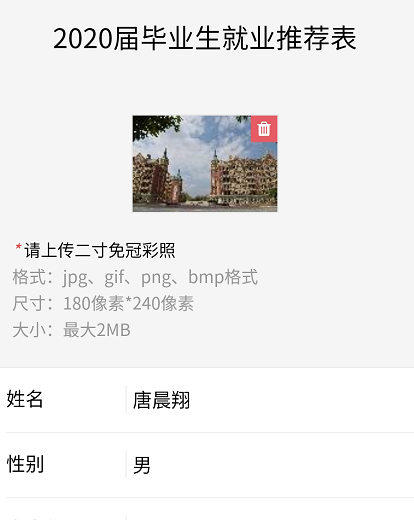 2020届毕业生就业推荐表
*请上传二寸免冠彩照
格式：jpg、gif、png、bmp格式
尺寸：180像素*240像素
大小：最大2MB
姓名 唐晨翔
性别 男